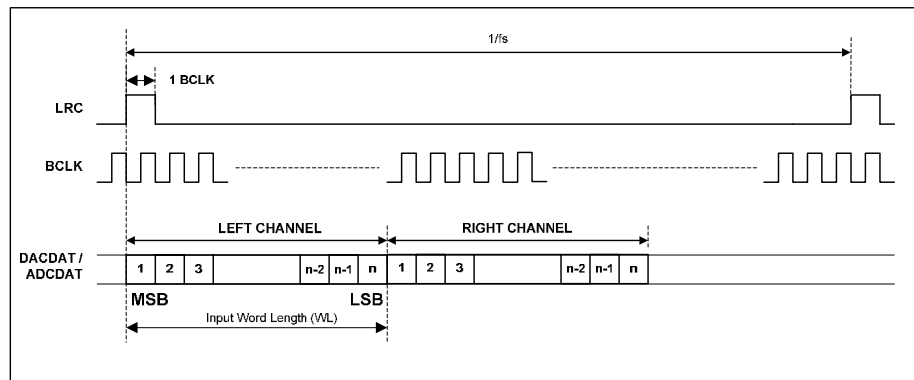 1/fs
1 BCLK
LRC
BCLK
LEFT CHANNEL RIGHT CHANNEL
DACDAT /
ADCDAT
1 2 3 n-2 n-1 n 1 2 3 n-2 n-1 n
MSB LSB
Input Word Length (WL)